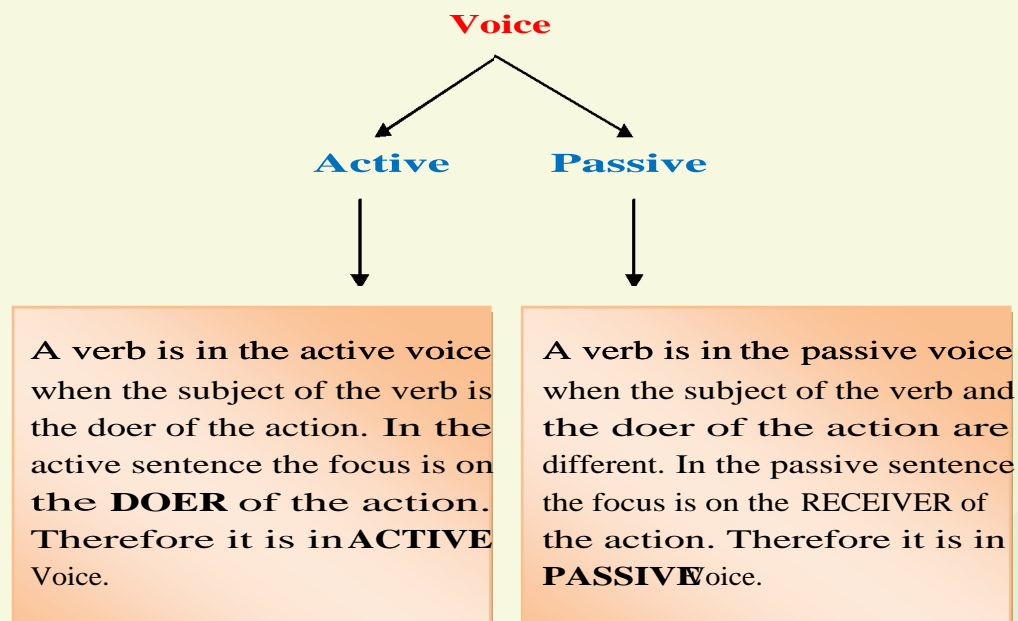 Voice
Active Passive
A verb is in the active voice
when the subject of the verb is
the doer of the action. In the
active sentence the focus is on
the DOER of the action.
Therefore it is in ACTIVE
Voice.
A verb is in the passive voice
when the subject of the verb and
the doer of the action are
different. In the passive sentence
the focus is on the RECEIVER of
the action. Therefore it is in
PASSIVE Voice.